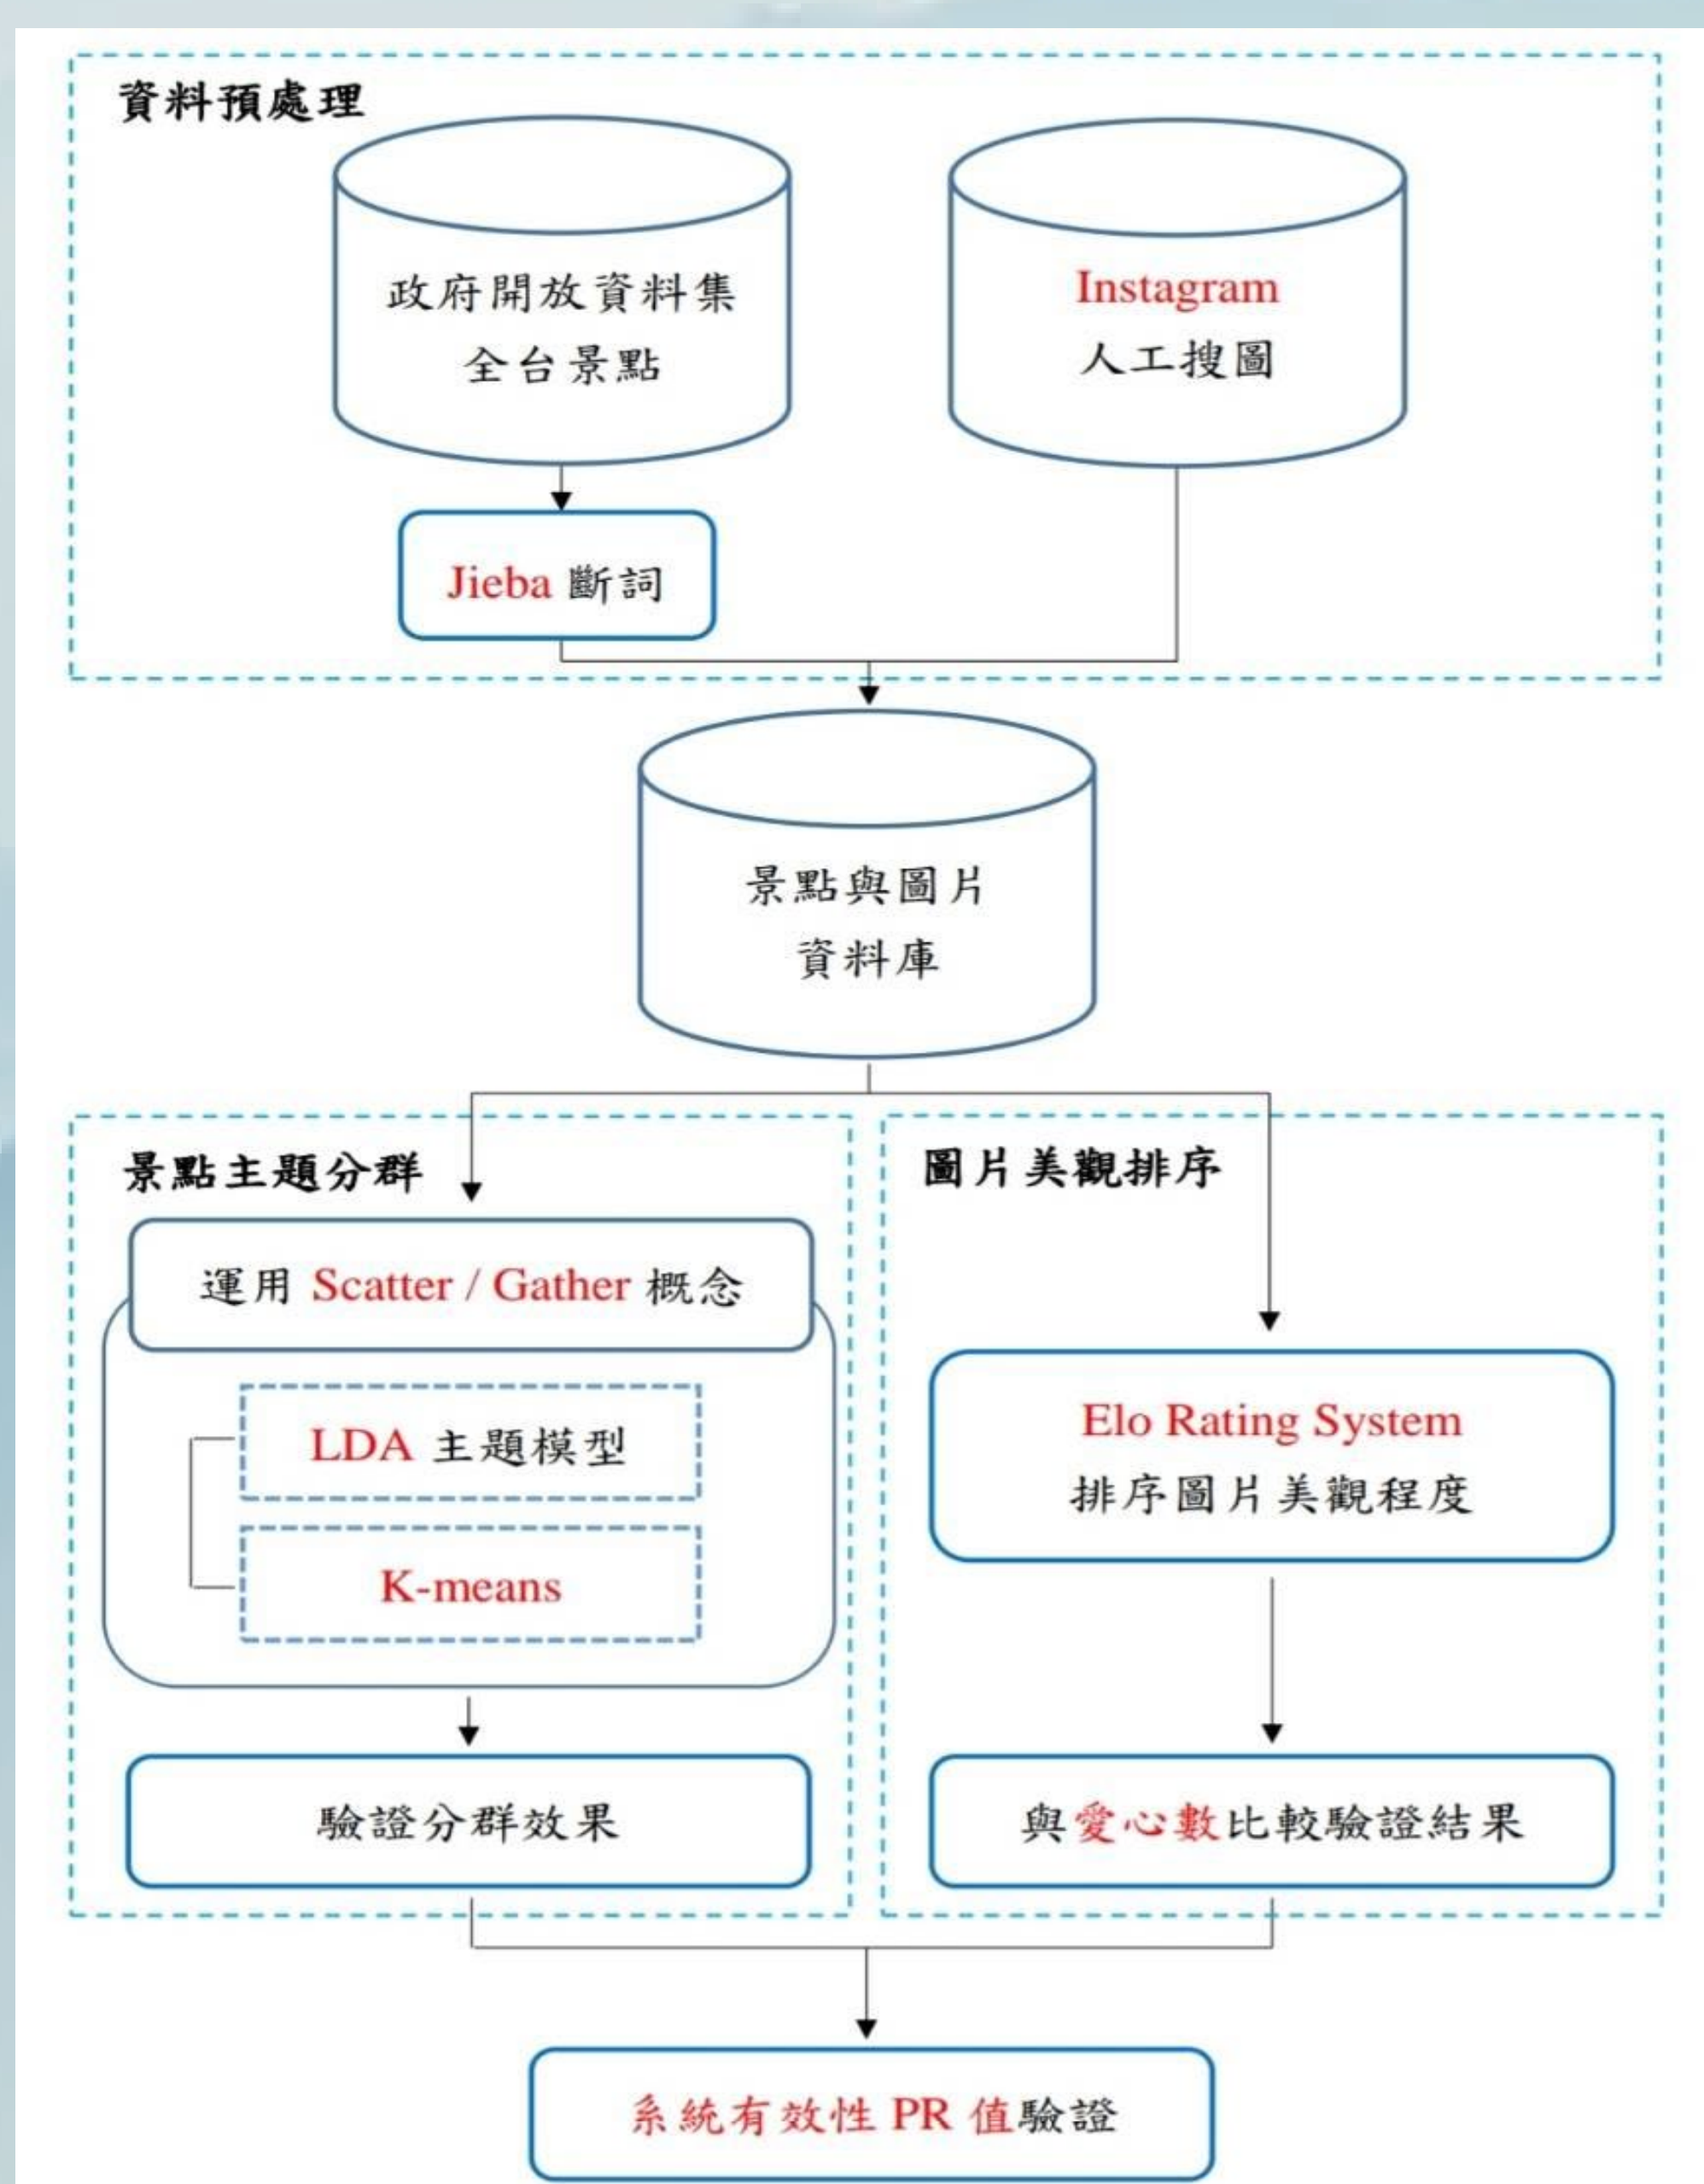 資料預處理
政府開放資料集
全台景點
Instagram
人工搜圖
Jieba 斷詞
景點與圖片
資料庫
景點主題分群
運用 Scatter / Gather 概念
LDA 主題模型
K-means
驗證分群效果
圖片美觀排序
Elo Rating System
排序圖片美觀程度
與愛心數比較驗證結果
系統有效性 PR 值驗證